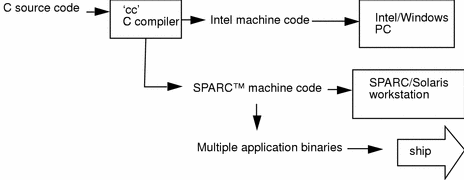 C source code
‘cc’
C compiler
Intel machine code
Intel/Windows
PC
SPARC™ machine code
SPARC/Solaris
workstation
Multiple application binaries
ship